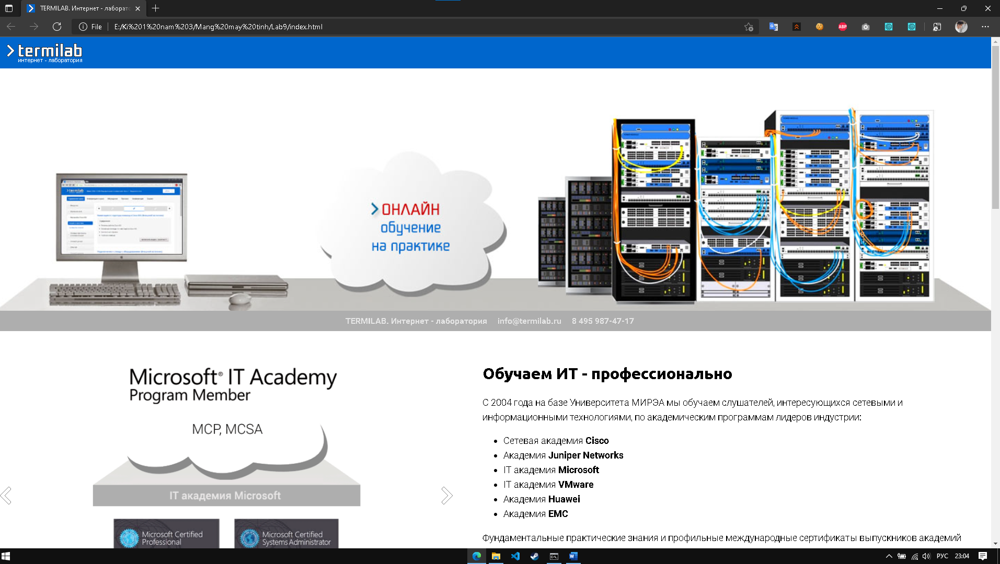 TERMILAB. Интернет - лаборато
File
E:/Ki%201%20nam%203/Mang%20may%20tinh/Lab9/index.html
ABP
termilab
интернет - лаборатория
termilab
ОНЛАЙН
обучение
на практике
TERMILAB. Интернет - лаборатория info@termilab.ru 8 495 987-47-17
Microsoft® IT Academy
Program Member
MCP, MCSA
IT академия Microsoft
Microsoft Certified
Professional
Microsoft Certified
Systems Administrator
Обучаем ИТ - профессионально
С 2004 года на базе Университета МИРЭА мы обучаем слушателей, интересующихся сетевыми и
информационными технологиями, по академическим программам лидеров индустрии:
Сетевая академия Cisco
Академия Juniper Networks
IT академия Microsoft
IT академия VMware
Академия Huawei
Академия EMC
Фундаментальные практические знания и профильные международные сертификаты выпускников академий
РУС
23:04